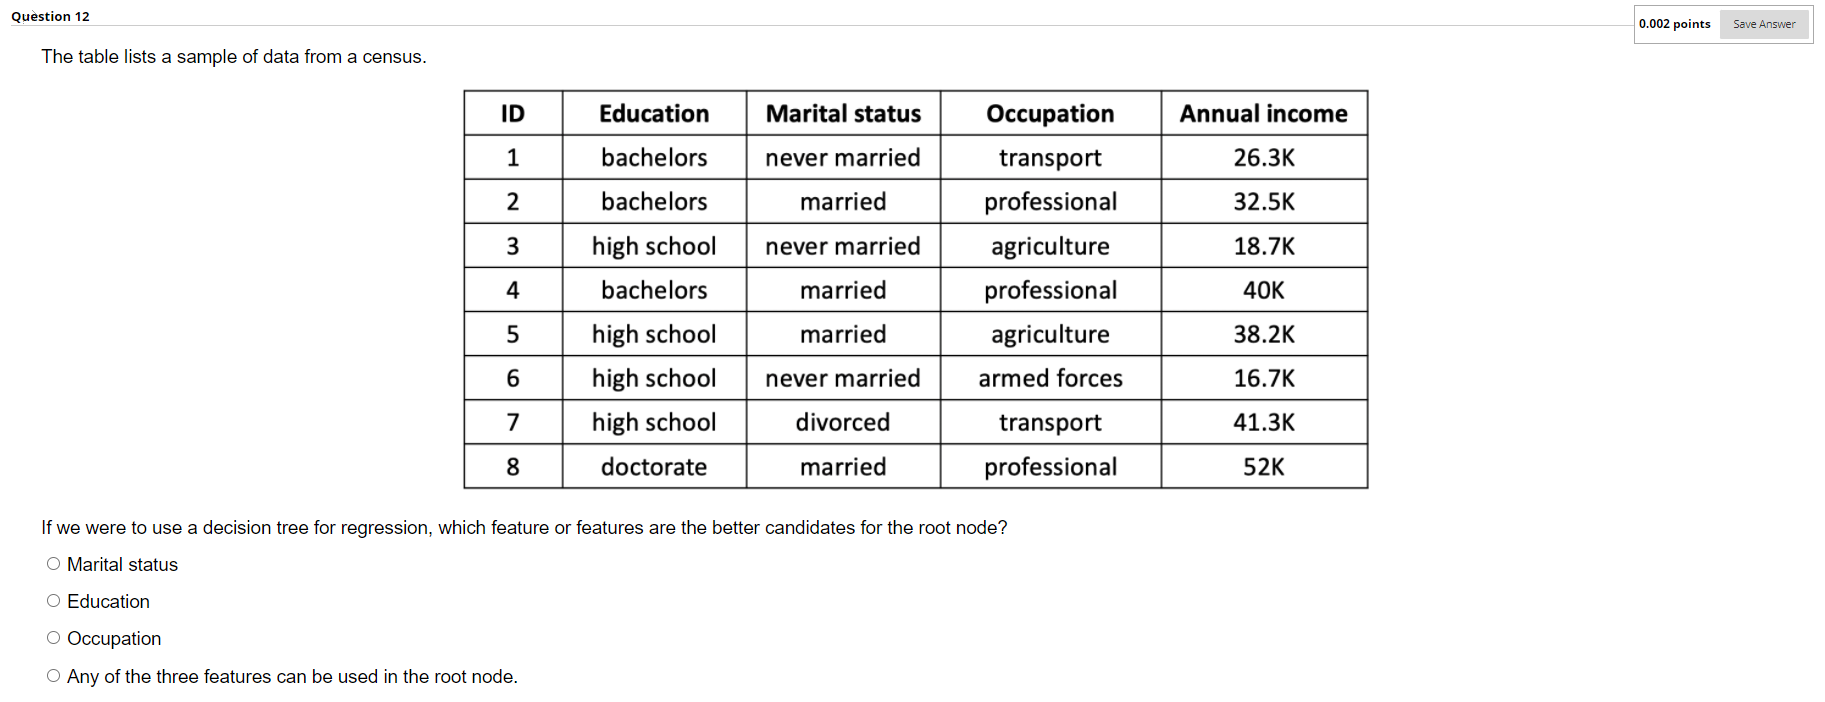 Question 12
0.002 points Save Answer
The table lists a sample of data from a census.
ID Education Marital status Occupation Annual income
1 bachelors never married transport 26.3K
2 bachelors married professional 32.5K
3 high school never married agriculture 18.7K
4 bachelors married professional 40K
5 high school married agriculture 38.2K
6 high school never married armed forces 16.7K
7 high school divorced transport 41.3K
8 doctorate married professional 52K
If we were to use a decision tree for regression, which feature or features are the better candidates for the root node?
Marital status
Education
Occupation
Any of the three features can be used in the root node.